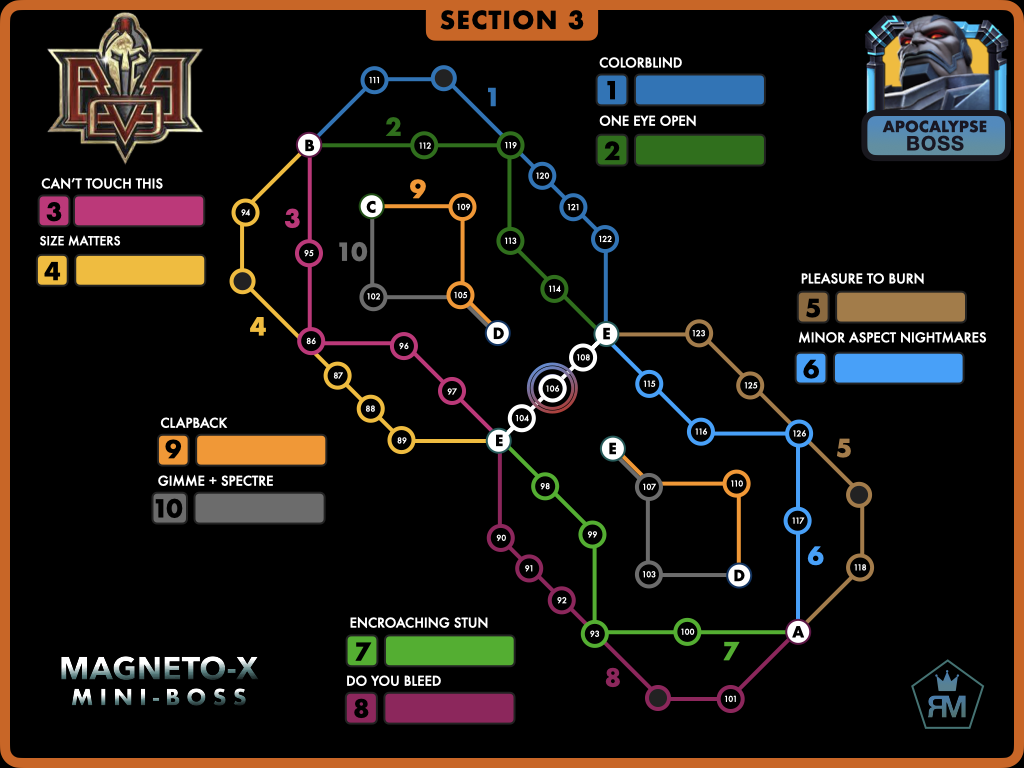 SECTION 3
APOCALYPSE
BOSS
COLORBLIND
1
ONE EYE OPEN
2
CAN'T TOUCH THIS
3
SIZE MATTERS
4
PLEASURE TO BURN
5
MINOR ASPECT NIGHTMARES
6
CLAPBACK
9
GIMME + SPECTRE
10
ENCROACHING STUN
7
DO YOU BLEED
8
111
1
B
2
112
119
120
121
122
94
3
95
C
9
109
10
102
105
D
113
114
4
86
96
87
97
88
89
E
108
106
104
E
123
115
125
116
126
5
E
107
110
103
D
117
6
118
98
99
90
91
92
93
100
7
A
8
101
MAGNETO-X
MINI-BOSS
RM